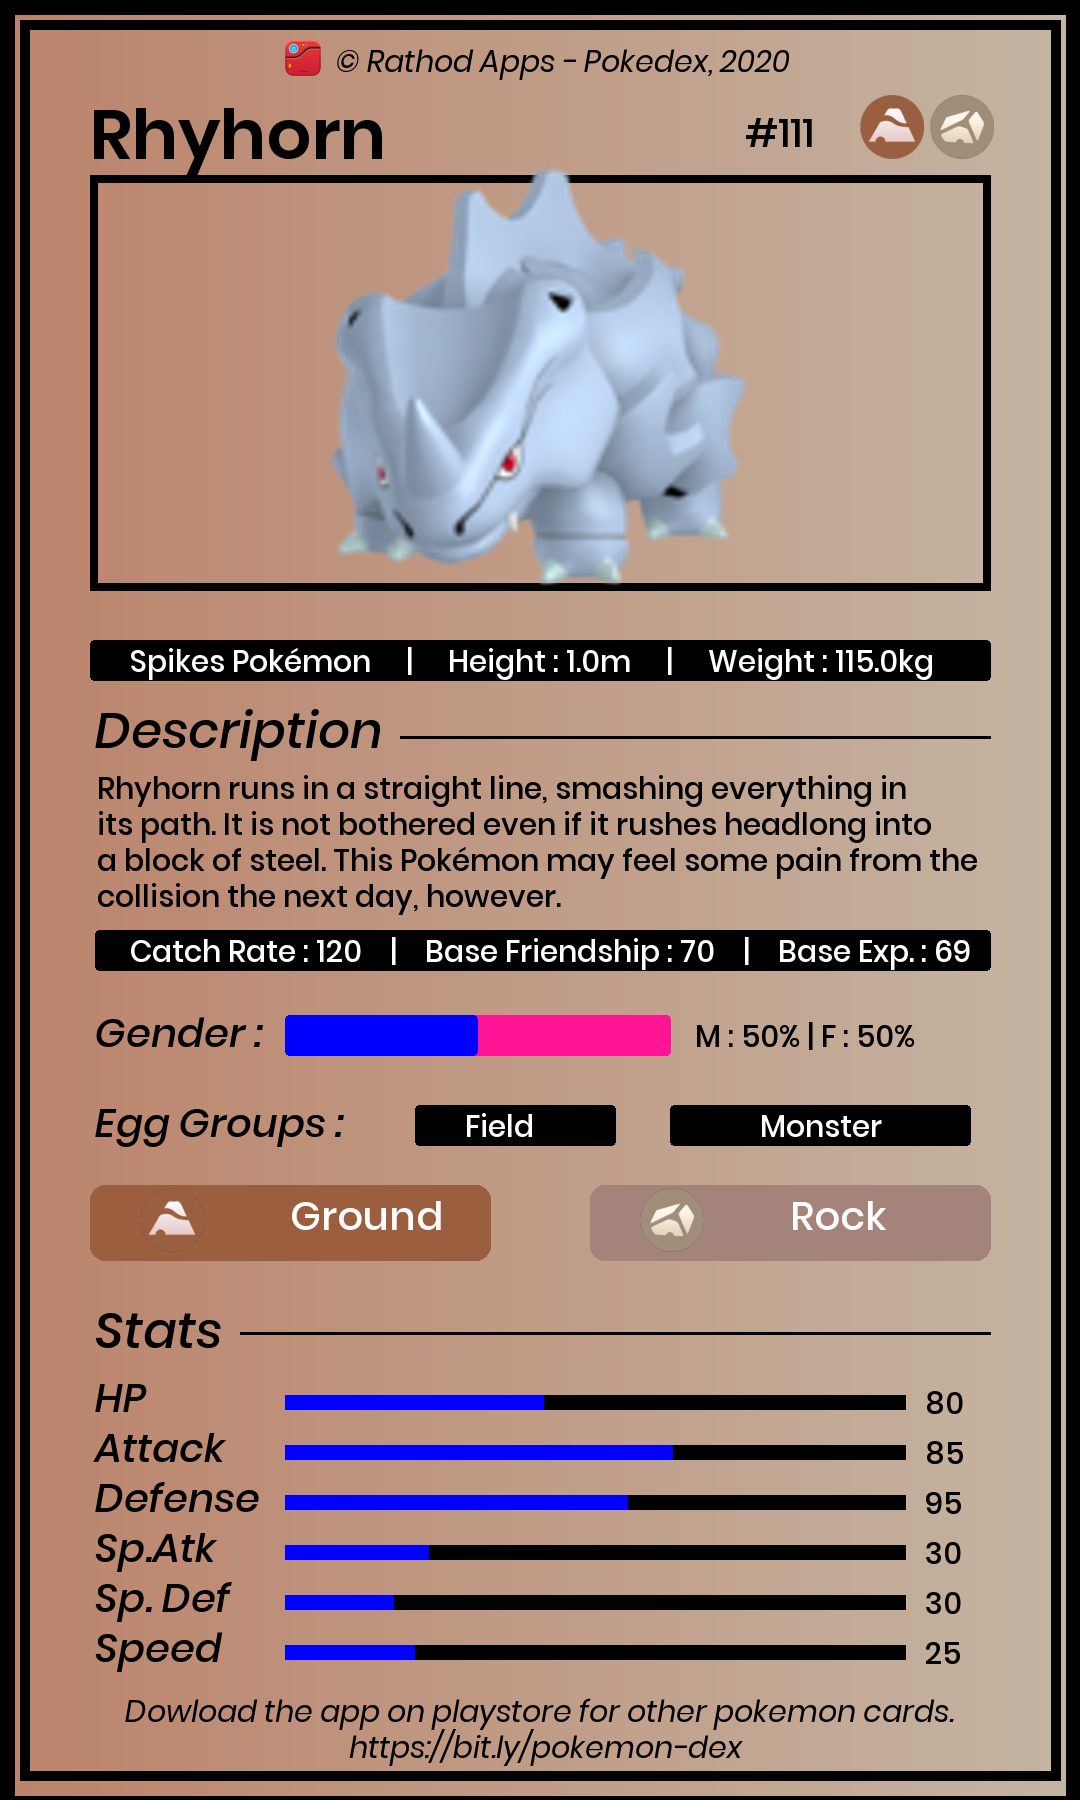 © Rathod Apps - Pokedex, 2020
Rhyhorn #111
Spikes Pokémon | Height : 1.0m | Weight : 115.0kg
Description
Rhyhorn runs in a straight line, smashing everything in
its path. It is not bothered even if it rushes headlong into
a block of steel. This Pokémon may feel some pain from the
collision the next day, however.
Catch Rate : 120 | Base Friendship : 70 | Base Exp. : 69
Gender : M : 50% | F : 50%
Egg Groups : Field Monster
Ground Rock
Stats
HP 80
Attack 85
Defense 95
Sp.Atk 30
Sp. Def 30
Speed 25
Dowload the app on playstore for other pokemon cards.
https://bit.ly/pokemon-dex